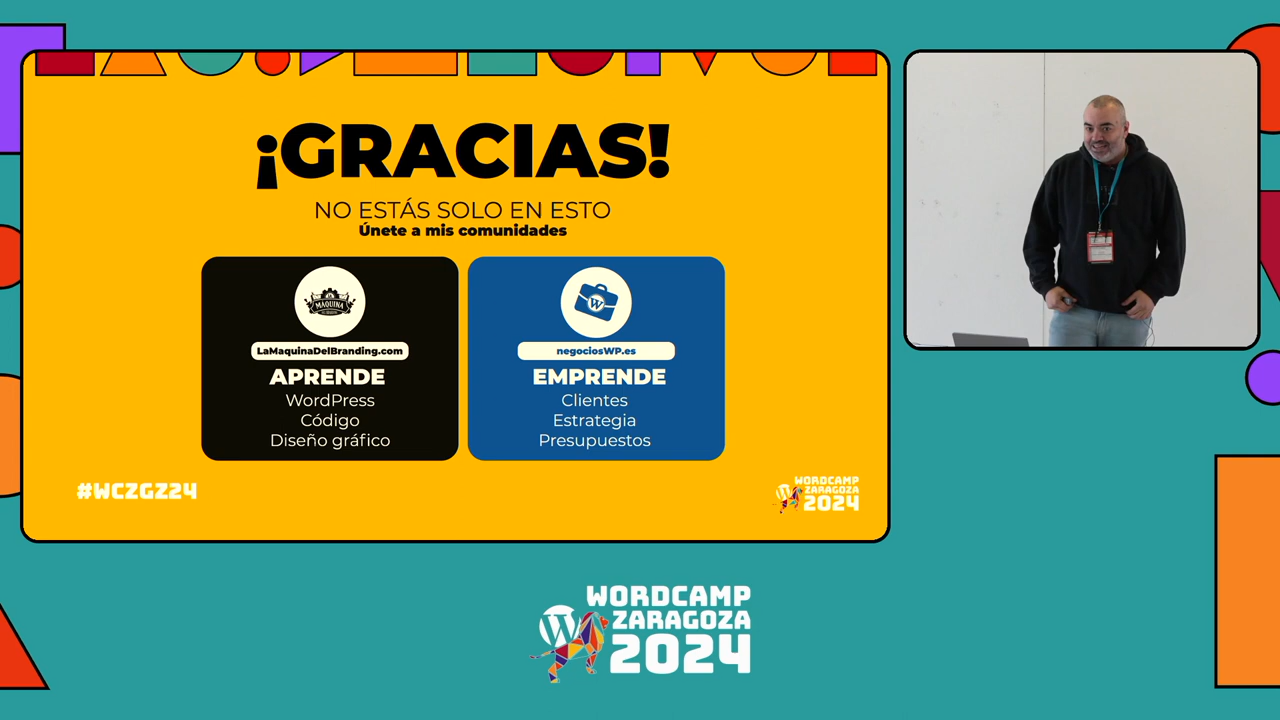 ¡GRACIAS!
NO ESTÁS SOLO EN ESTO
Únete a mis comunidades
MÁQUINA
LaMaquinaDelBranding.com
APRENDE
WordPress
Código
Diseño gráfico
W
negociosWP.es
EMPRENDE
Clientes
Estrategia
Presupuestos
#WCZGZ24
WORDCAMP
ZARAGOZA
2024
WORDCAMP
ZARAGOZA
2024